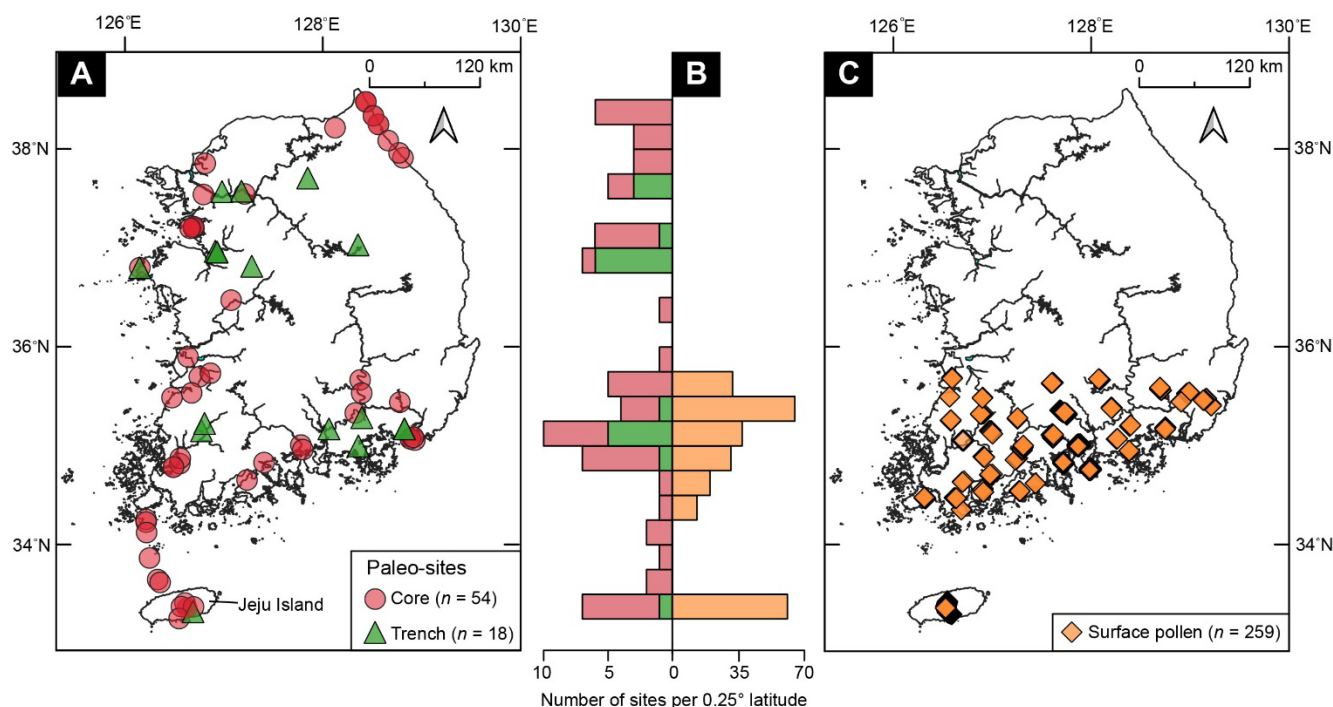 126°E 128°E 130°E
A
0 120 km
38°N
36°N
34°N
Jeju Island
Paleo-sites
Core (n = 54)
Trench (n = 18)
B
10 5 0 35 70
Number of sites per 0.25° latitude
126°E 128°E 130°E
C
0 120 km
38°N
36°N
34°N
Surface pollen (n = 259)